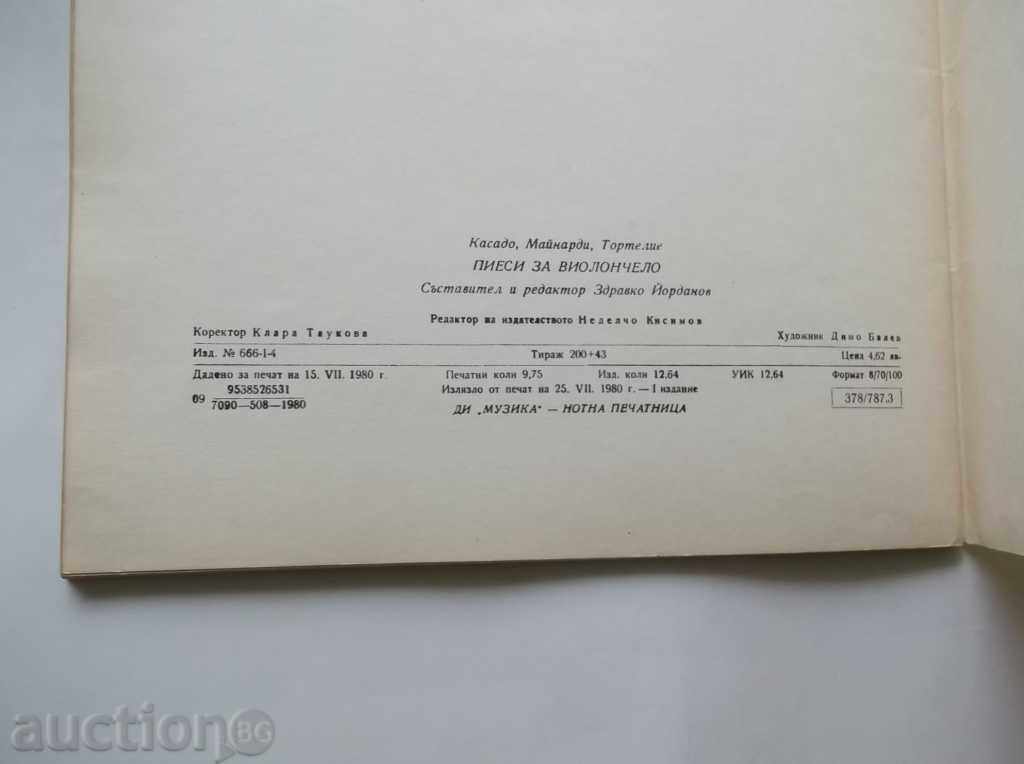 Касадо, Майнарди, Тортелие
ПИЕСИ ЗА ВИОЛОНЧЕЛО
Съставител и редактор Здравко Йорданов
Редактор на издателството Неделчо Кисимов
Коректор Клара Таукова Художник Дино Балев
Изд. № 666-1-4 Тираж 200+43 Цена 4,62 лв.
Дадено за печат на 15. VII. 1980 г. Печатни коли 9,75 Изд. коли 12,64 УИК 12,64 Формат 8/70/100
09 9538526531 Излязло от печат на 25. VII. 1980 г. — I издание
7090—508—1980 ДИ „МУЗИКА" — НОТНА ПЕЧАТНИЦА 378/787.3
auction BG